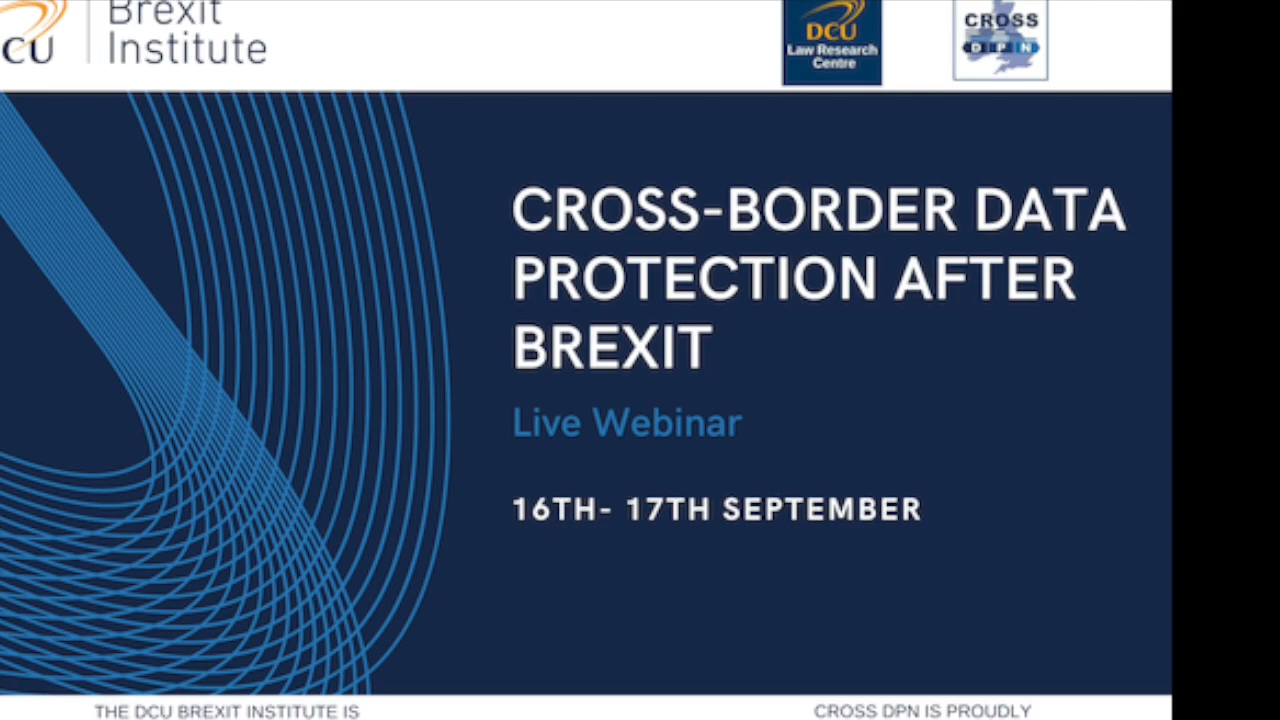 Brexit
CU
Institute
DCU
Law Research
Centre
CROSS
DPN
CROSS-BORDER DATA
PROTECTION AFTER
BREXIT
Live Webinar
16TH- 17TH SEPTEMBER
THE DCU BREXIT INSTITUTE IS
CROSS DPN IS PROUDLY